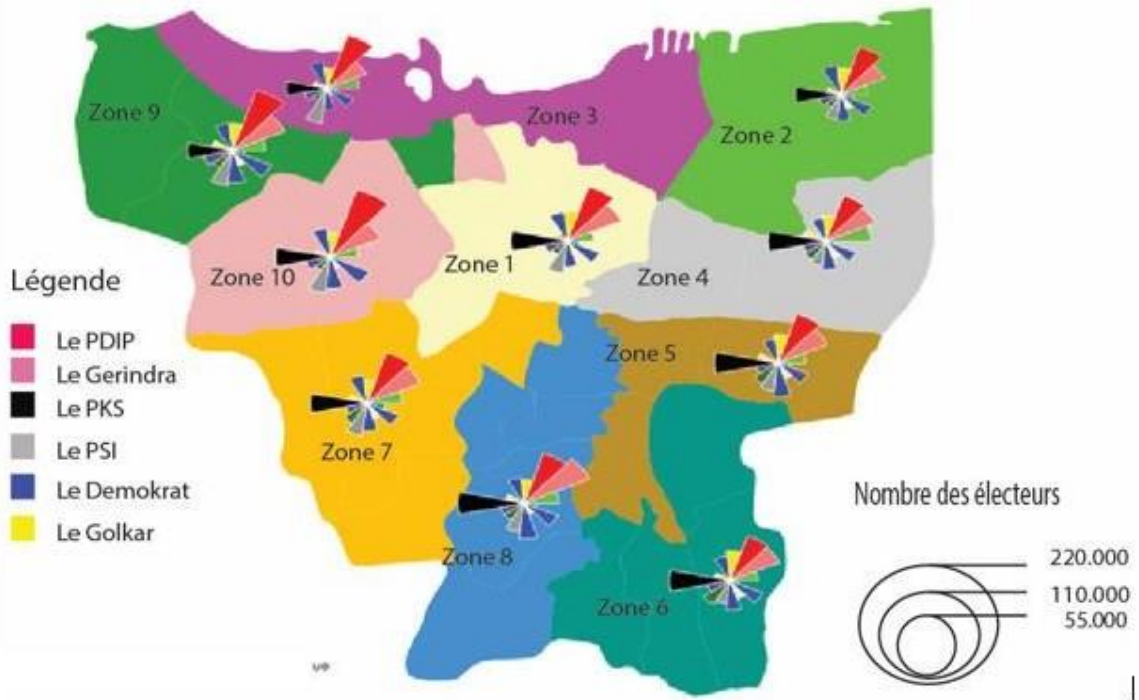 Zone 9
Zone 3
Zone 2
Zone 10
Zone 1
Zone 4
Légende
Le PDIP
Le Gerindra
Le PKS
Le PSI
Le Demokrat
Le Golkar
Zone 5
Zone 7
Zone 8
Zone 6
Nombre des électeurs
220.000
110.000
55.000